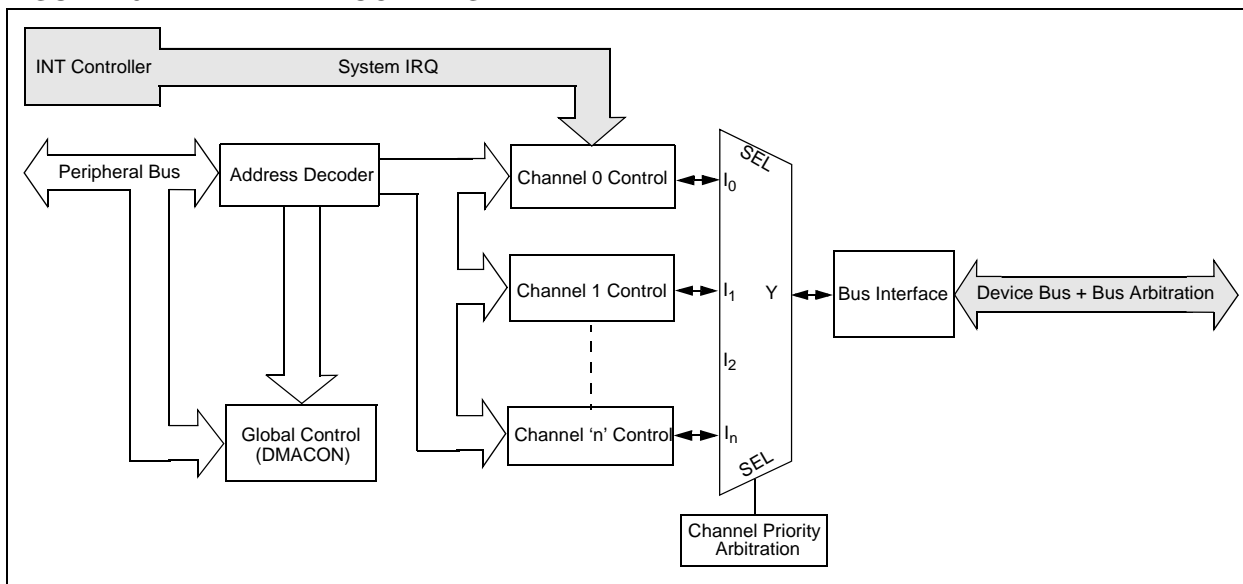 INT Controller
System IRQ
Peripheral Bus
Address Decoder
Channel 0 Control
Channel 1 Control
Channel ‘n’ Control
Global Control
(DMACON)
SEL
I0
I1
I2
In
Y
SEL
Bus Interface
Device Bus + Bus Arbitration
Channel Priority
Arbitration